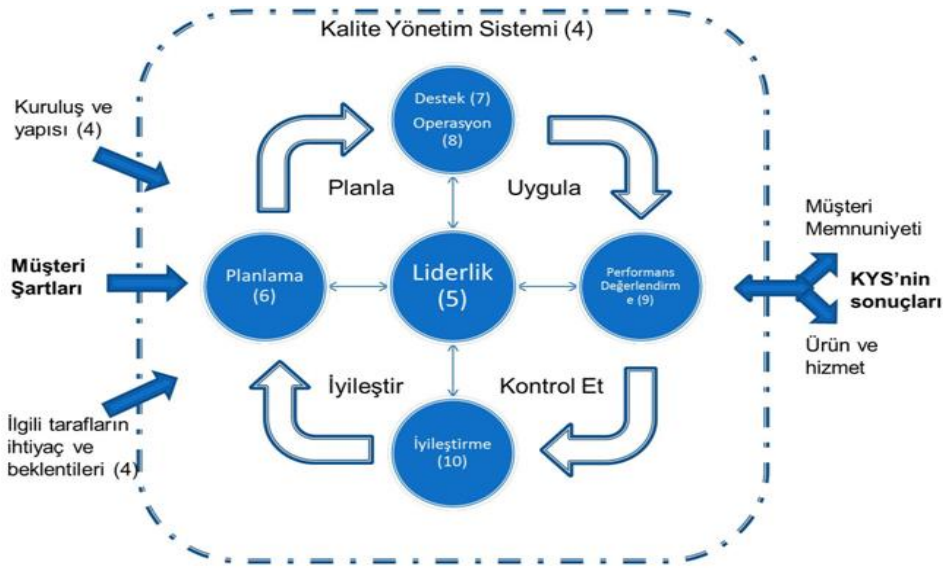 Kalite Yönetim Sistemi (4)
Kuruluş ve
yapısı (4)
Destek (7)
Operasyon
(8)
Planla
Uygula
Müşteri
Memnuniyeti
Müşteri
Şartları
Planlama
(6)
Liderlik
(5)
Performans
Değerlendirm
e (9)
KYS’nin
sonuçları
Ürün ve
hizmet
İyileştir
Kontrol Et
İlgili tarafların
ihtiyaç ve
beklentileri (4)
İyileştirme
(10)